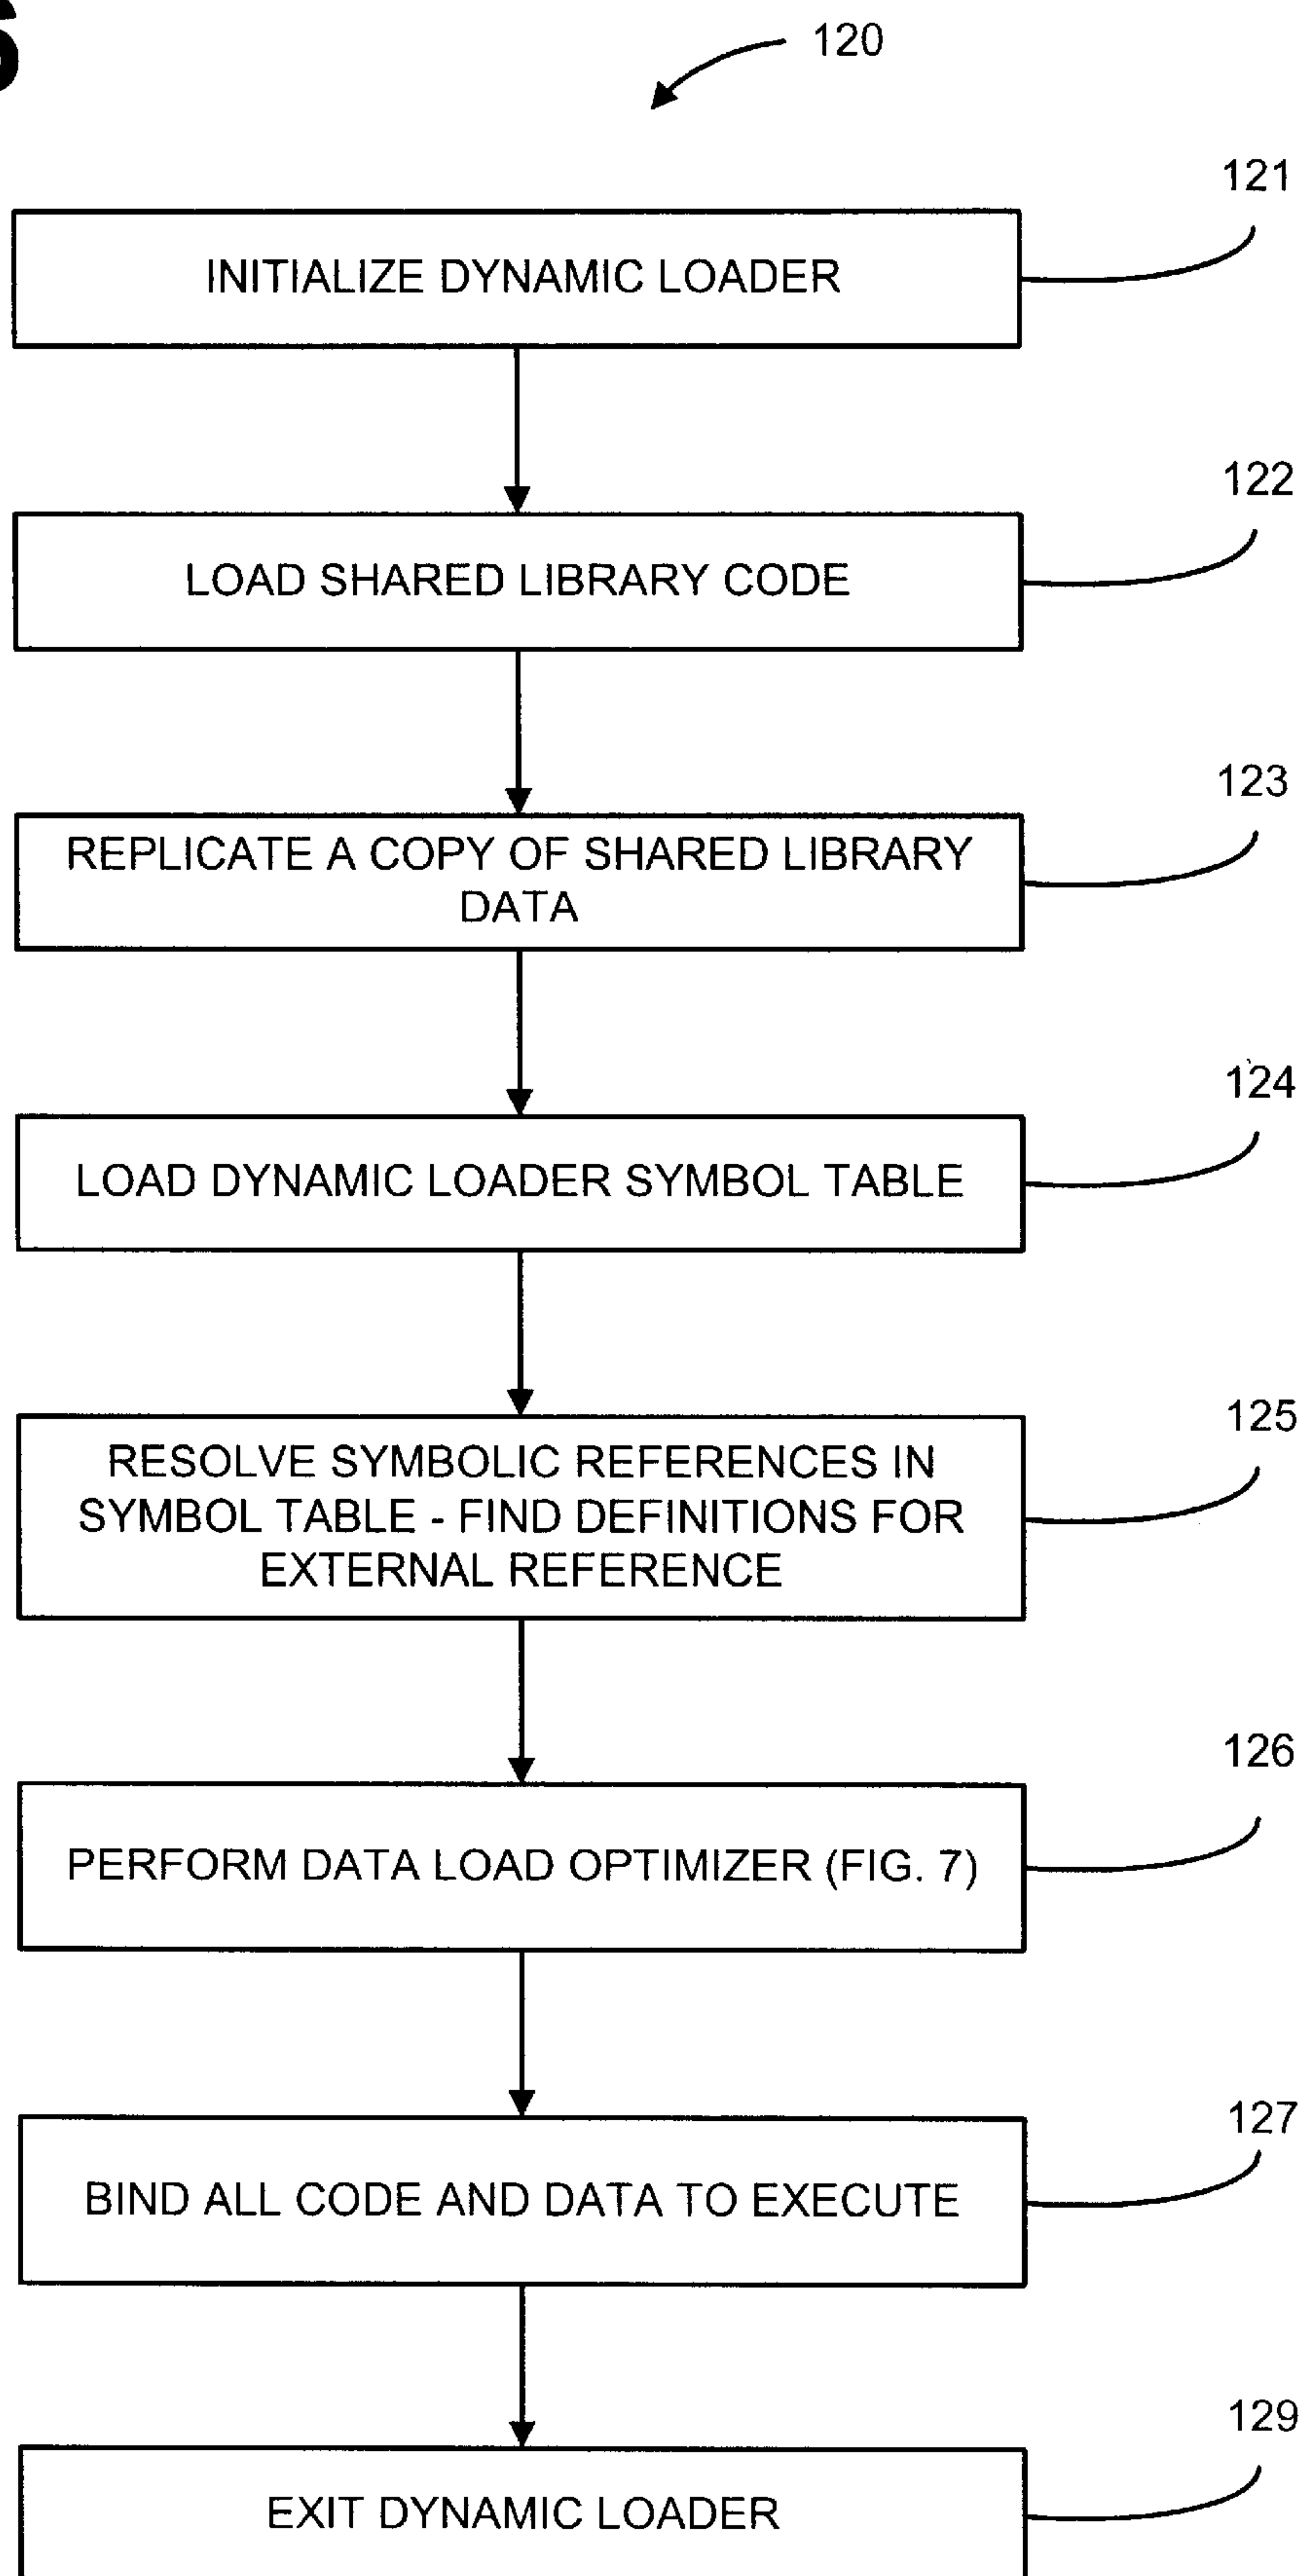 120
121
INITIALIZE DYNAMIC LOADER
122
LOAD SHARED LIBRARY CODE
123
REPLICATE A COPY OF SHARED LIBRARY
DATA
124
LOAD DYNAMIC LOADER SYMBOL TABLE
125
RESOLVE SYMBOLIC REFERENCES IN
SYMBOL TABLE - FIND DEFINITIONS FOR
EXTERNAL REFERENCE
126
PERFORM DATA LOAD OPTIMIZER (FIG. 7)
127
BIND ALL CODE AND DATA TO EXECUTE
129
EXIT DYNAMIC LOADER